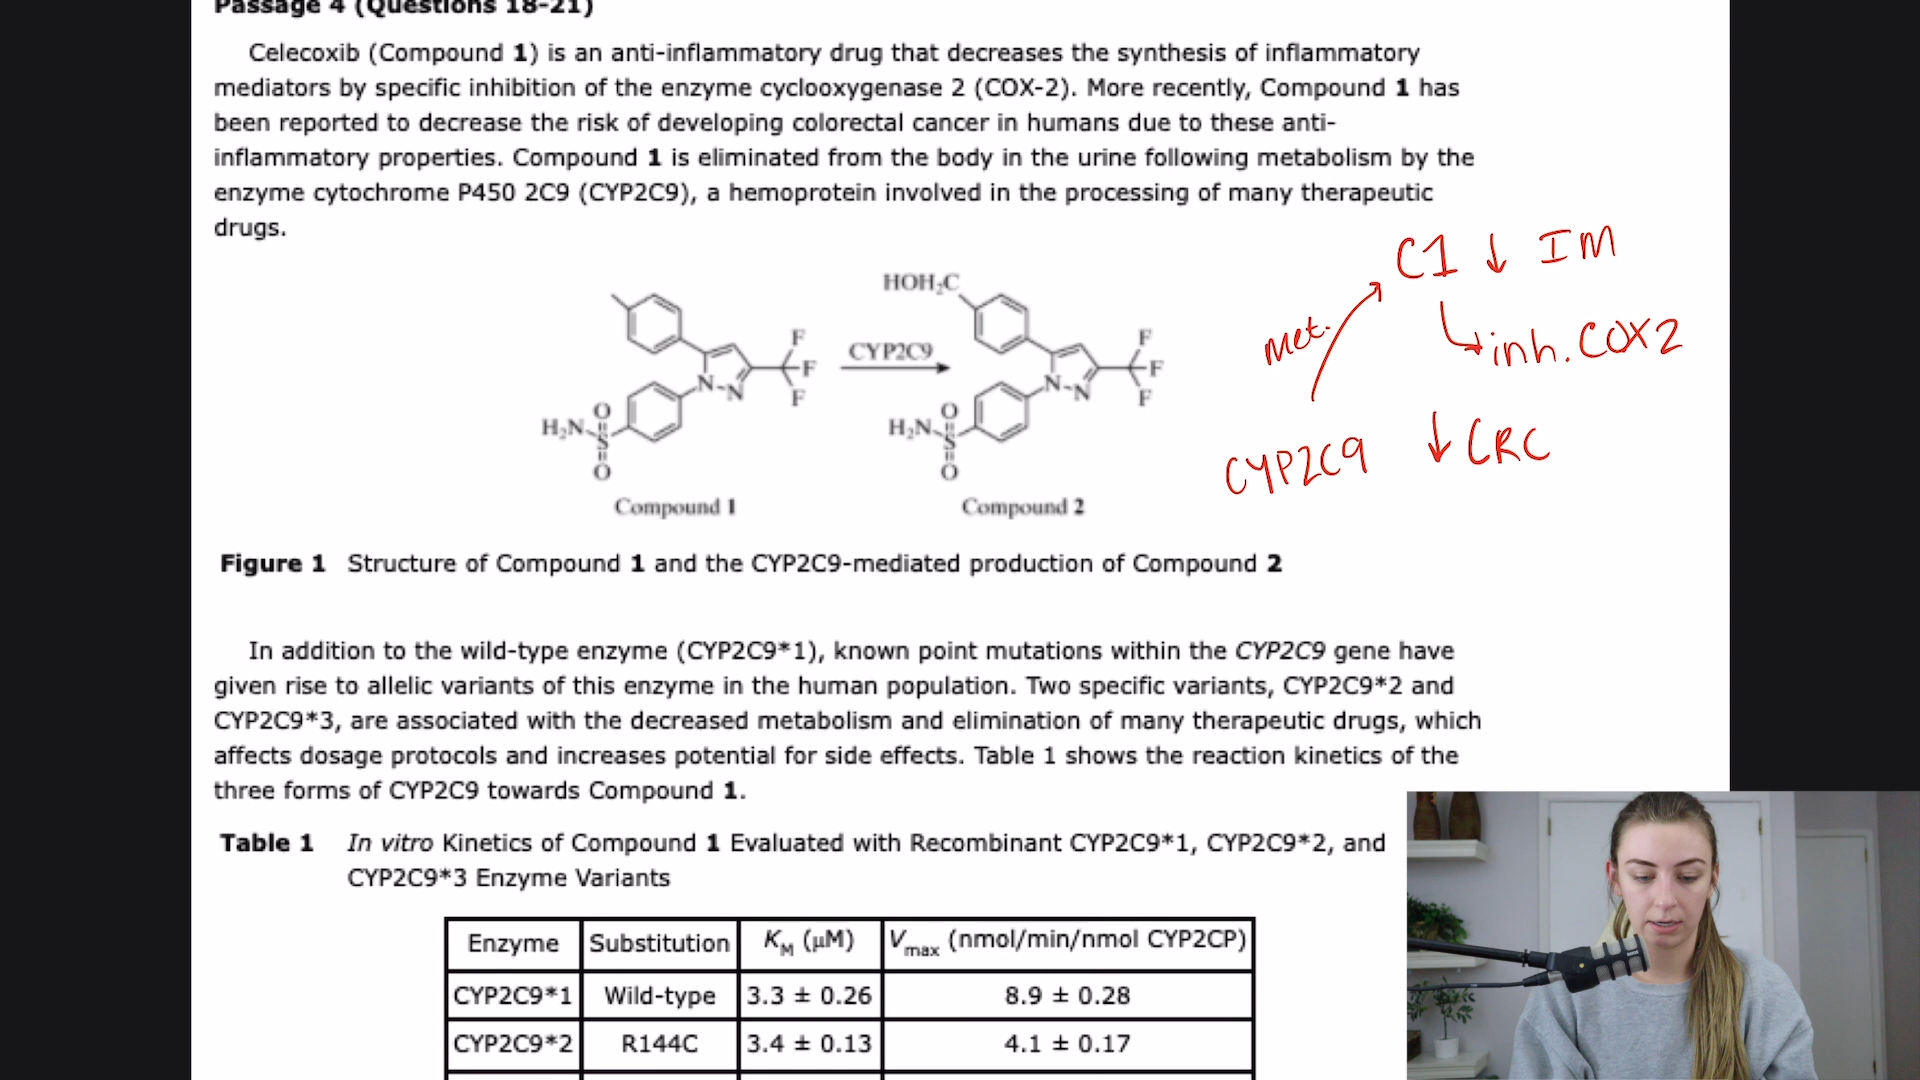 Passage 4 (Questions 18-21)
Celecoxib (Compound 1) is an anti-inflammatory drug that decreases the synthesis of inflammatory
mediators by specific inhibition of the enzyme cyclooxygenase 2 (COX-2). More recently, Compound 1 has
been reported to decrease the risk of developing colorectal cancer in humans due to these anti-
inflammatory properties. Compound 1 is eliminated from the body in the urine following metabolism by the
enzyme cytochrome P450 2C9 (CYP2C9), a hemoprotein involved in the processing of many therapeutic
drugs.
C1 ↓ IM
met.
↳inh. COX2
CYP2C9 ↓ CRC
HOH₂C
F
F
F
N-N
H₂N
O
S
O
CYP2C9
F
F
F
N-N
H₂N
O
S
O
Compound 1
Compound 2
Figure 1 Structure of Compound 1 and the CYP2C9-mediated production of Compound 2
In addition to the wild-type enzyme (CYP2C9*1), known point mutations within the CYP2C9 gene have
given rise to allelic variants of this enzyme in the human population. Two specific variants, CYP2C9*2 and
CYP2C9*3, are associated with the decreased metabolism and elimination of many therapeutic drugs, which
affects dosage protocols and increases potential for side effects. Table 1 shows the reaction kinetics of the
three forms of CYP2C9 towards Compound 1.
Table 1 In vitro Kinetics of Compound 1 Evaluated with Recombinant CYP2C9*1, CYP2C9*2, and
CYP2C9*3 Enzyme Variants
Enzyme Substitution K_M (μM) V_max (nmol/min/nmol CYP2CP)
CYP2C9*1 Wild-type 3.3 ± 0.26 8.9 ± 0.28
CYP2C9*2 R144C 3.4 ± 0.13 4.1 ± 0.17